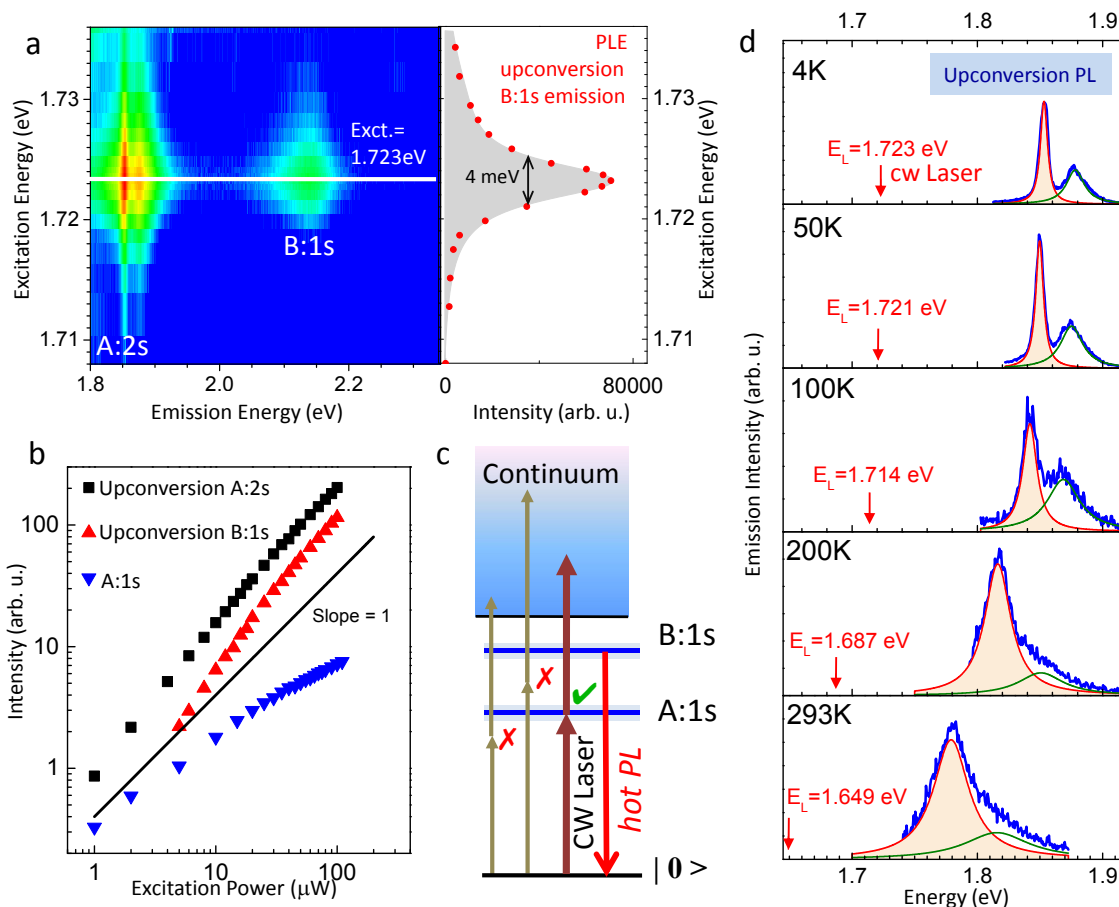 a
Excitation Energy (eV)
1.73
1.72
1.71
Exct.=
1.723eV
B:1s
A:2s
1.8
2.0
2.2
Emission Energy (eV)
PLE
upconversion
B:1s emission
4 meV
0
80000
Intensity (arb. u.)
1.73
1.72
1.71
Excitation Energy (eV)
b
Upconversion A:2s
Upconversion B:1s
A:1s
Slope = 1
Intensity (arb. u.)
100
10
1
1
10
100
Excitation Power (μW)
c
Continuum
B:1s
✗
✓
A:1s
✗
CW Laser
hot PL
| 0 >
d
1.7
1.8
1.9
4K
Upconversion PL
E_L=1.723 eV
cw Laser
50K
E_L=1.721 eV
100K
E_L=1.714 eV
200K
E_L=1.687 eV
293K
E_L=1.649 eV
Emission Intensity (arb. u.)
1.7
1.8
1.9
Energy (eV)